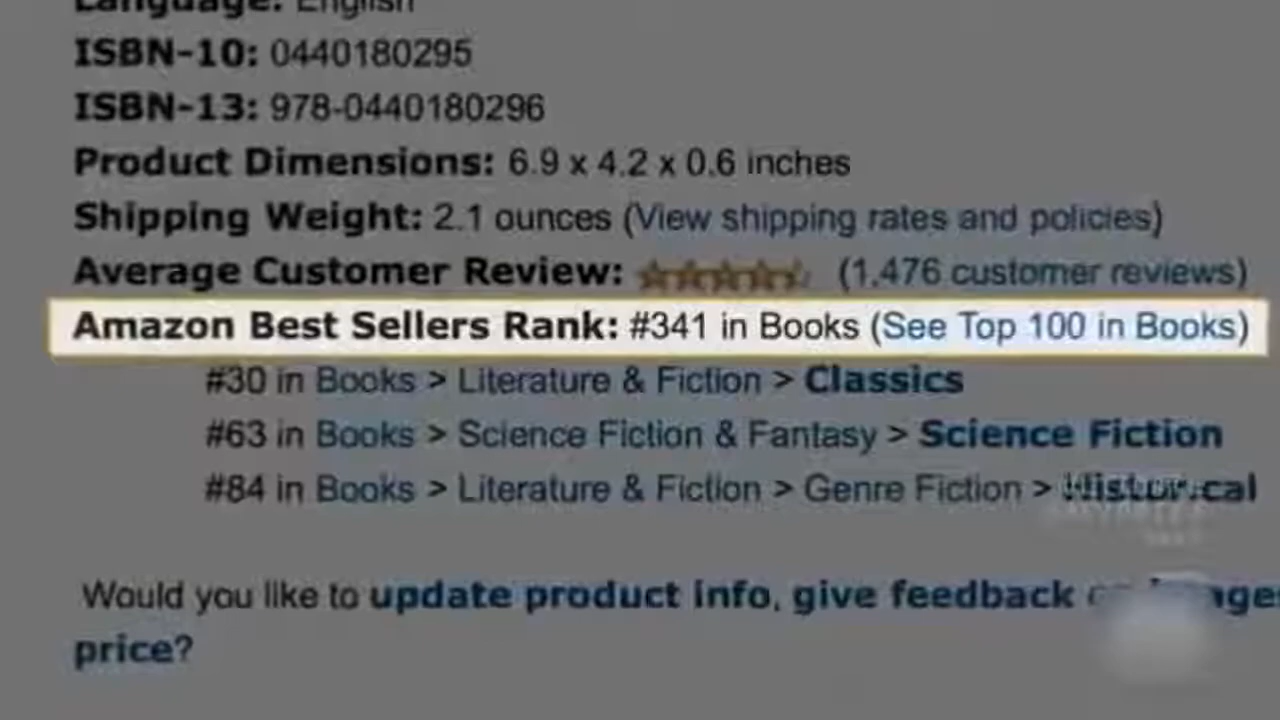 Language: English
ISBN-10: 0440180295
ISBN-13: 978-0440180296
Product Dimensions: 6.9 x 4.2 x 0.6 inches
Shipping Weight: 2.1 ounces (View shipping rates and policies)
Average Customer Review: (1,476 customer reviews)
Amazon Best Sellers Rank: #341 in Books (See Top 100 in Books)
#30 in Books > Literature & Fiction > Classics
#63 in Books > Science Fiction & Fantasy > Science Fiction
#84 in Books > Literature & Fiction > Genre Fiction > Historical
Would you like to update product info, give feedback
price?